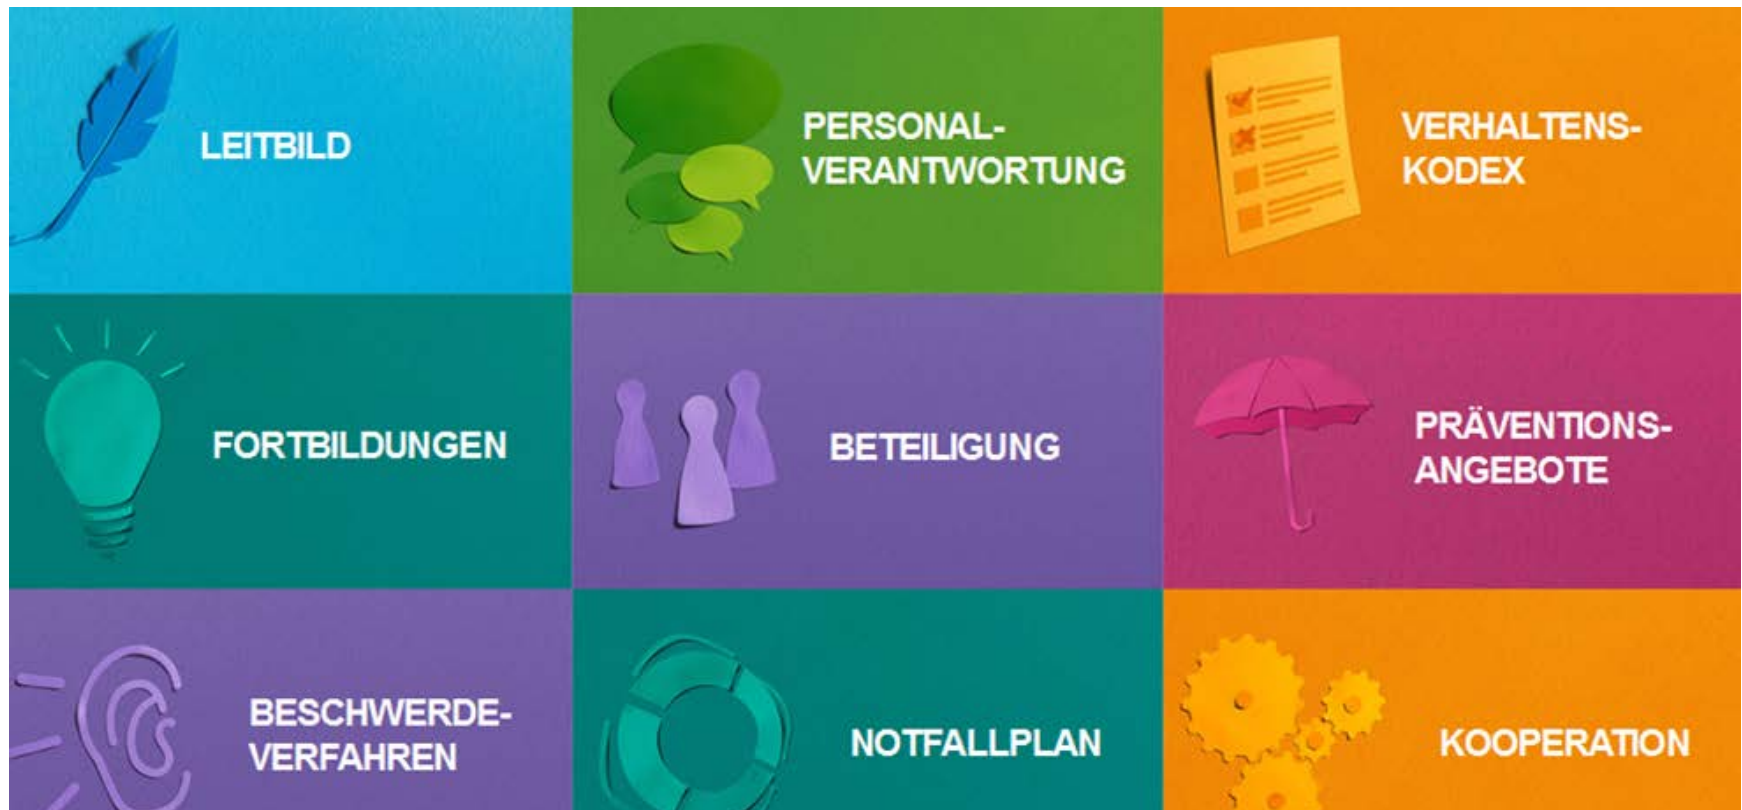 LEITBILD
PERSONAL-
VERANTWORTUNG
VERHALTENS-
KODEX
FORTBILDUNGEN
BETEILIGUNG
PRÄVENTIONS-
ANGEBOTE
BESCHWERDE-
VERFAHREN
NOTFALLPLAN
KOOPERATION